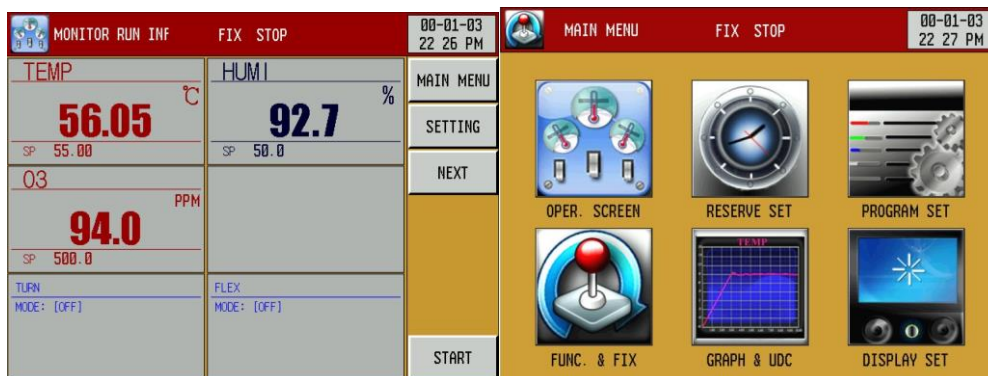 MONITOR RUN INF FIX STOP 00-01-03
22 26 PM
TEMP
℃
56.05
SP 55.00
HUMI
%
92.7
SP 50.0
O3
PPM
94.0
SP 500.0
TURN
MODE: [OFF]
FLEX
MODE: [OFF]
MAIN MENU
SETTING
NEXT
START
MAIN MENU FIX STOP 00-01-03
22 27 PM
OPER. SCREEN
RESERVE SET
PROGRAM SET
TEMP
FUNC. & FIX
GRAPH & UDC
DISPLAY SET